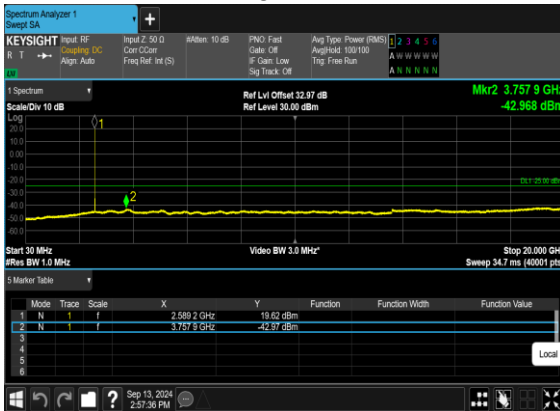 Spectrum Analyzer 1
Swept SA
+
KEYSIGHT Input: RF Input Z: 50 Ω #Atten: 10 dB PNO: Fast Avg Type: Power (RMS) 1 2 3 4 5 6
R T Coupling: DC Corr CCorr Gate: Off Avg|Hold: 100/100 A W W W W W
Align: Auto Freq Ref: Int (S) IF Gain: Low Trig: Free Run A N N N N N
LXI Sig Track: Off
1 Spectrum Ref Lvl Offset 32.97 dB Mkr2 3.757 9 GHz
Scale/Div 10 dB Ref Level 30.00 dBm -42.968 dBm
Log
1
20.0
10.0
0.00
-10.0
-20.0
DL1 -25.00 dBm
-30.0
2
-40.0
-50.0
-60.0
Start 30 MHz Video BW 3.0 MHz* Stop 20.000 GH
#Res BW 1.0 MHz Sweep 34.7 ms (40001 pts
5 Marker Table
Mode Trace Scale X Y Function Function Width Function Value
1 N 1 f 2.589 2 GHz 19.62 dBm
2 N 1 f 3.757 9 GHz -42.97 dBm
3
4
5
6
Local
? Sep 13, 2024
2:57:36 PM